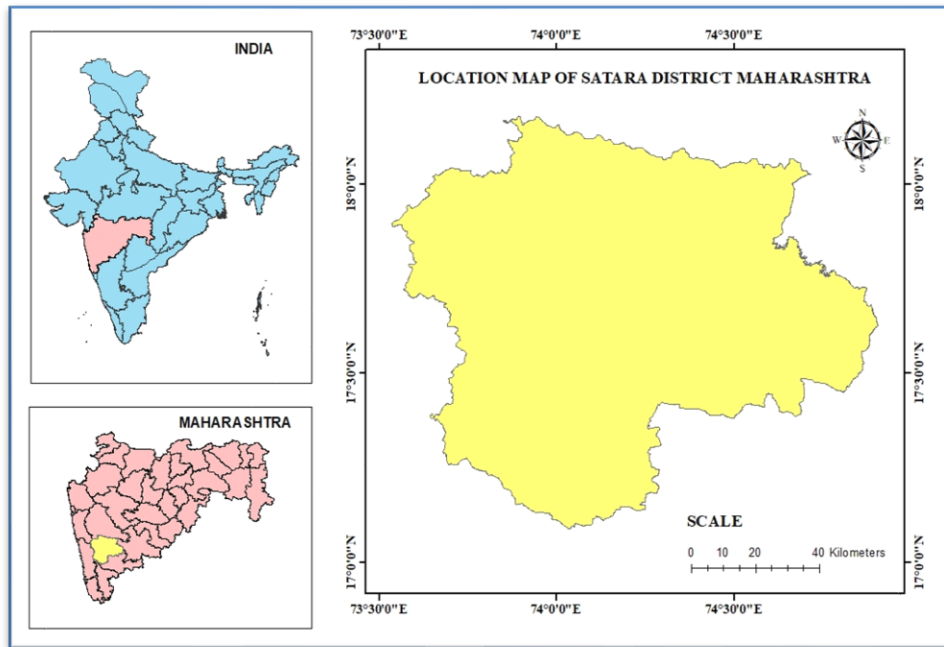 INDIA
MAHARASHTRA
73°30'0"E 74°0'0"E 74°30'0"E
LOCATION MAP OF SATARA DISTRICT MAHARASHTRA
N
W E
S
18°0'0"N 18°0'0"N
17°30'0"N 17°30'0"N
17°0'0"N 17°0'0"N
SCALE
0 10 20 40 Kilometers
73°30'0"E 74°0'0"E 74°30'0"E